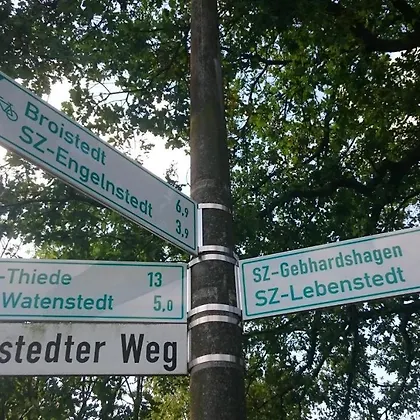 Broistedt 6,9
SZ-Engelnstedt 3,9
-Thiede 13
Watenstedt 5,0
SZ-Gebhardshagen
SZ-Lebenstedt
stedter Weg